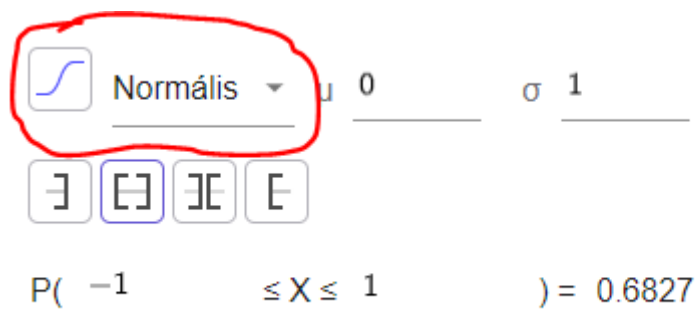 Normális μ 0 σ 1
P( −1 ≤ X ≤ 1 ) = 0.6827